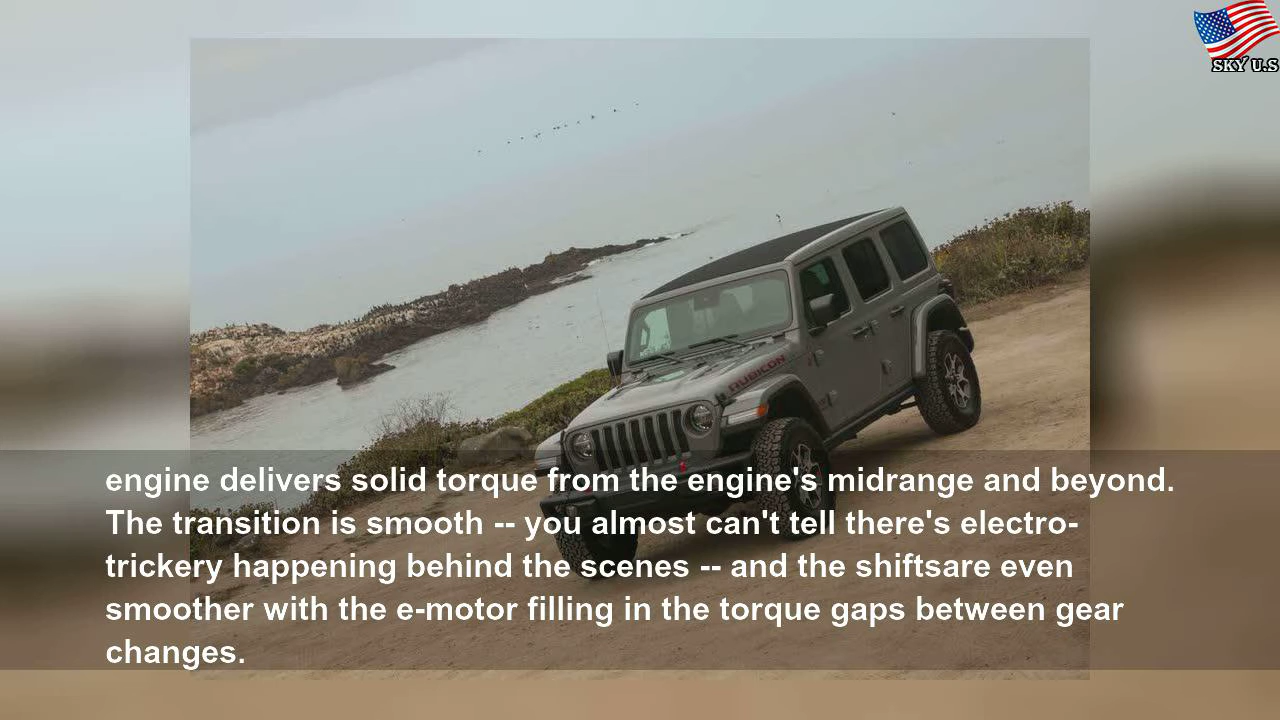 SKY U.S
RUBICON
engine delivers solid torque from the engine's midrange and beyond.
The transition is smooth -- you almost can't tell there's electro-
trickery happening behind the scenes -- and the shiftsare even
smoother with the e-motor filling in the torque gaps between gear
changes.